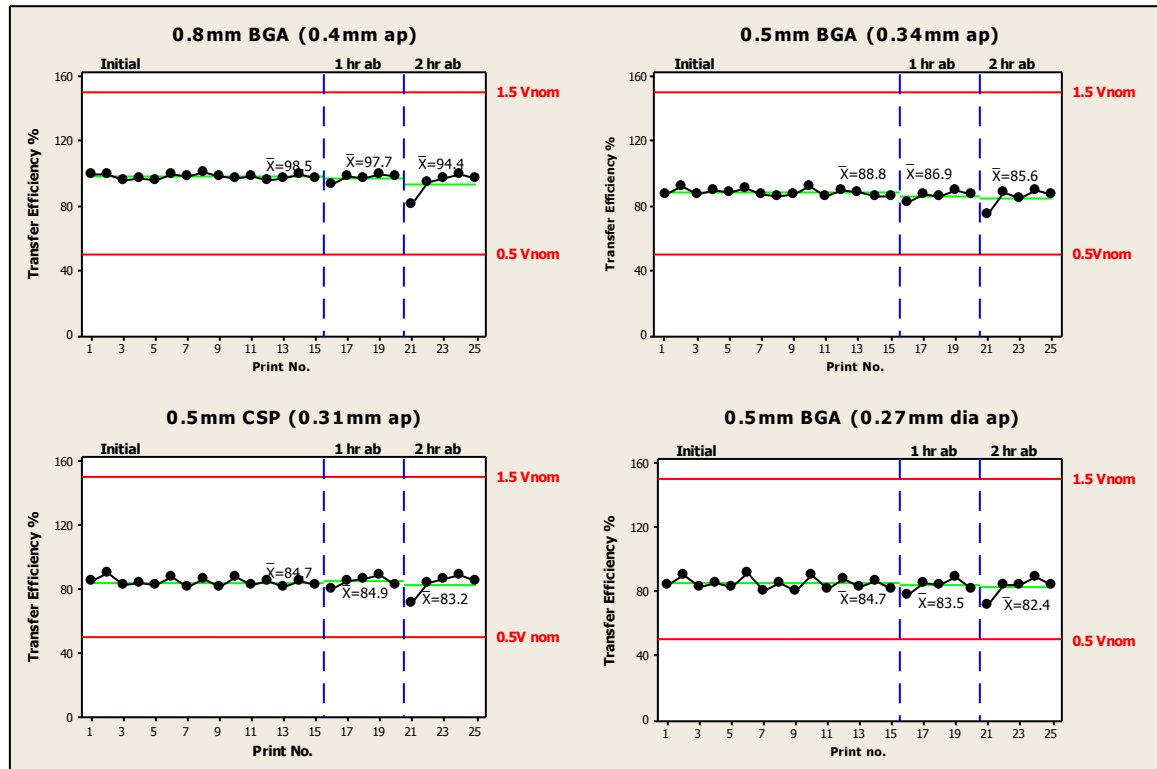 0.8mm BGA (0.4mm ap)
Initial 1 hr ab 2 hr ab
160
120
80
40
0
Transfer Efficiency %
1.5 Vnom
0.5 Vnom
X̅=98.5 X̅=97.7 X̅=94.4
1 3 5 7 9 11 13 15 17 19 21 23 25
Print No.
0.5mm BGA (0.34mm ap)
Initial 1 hr ab 2 hr ab
160
120
80
40
0
Transfer Efficiency %
1.5 Vnom
0.5Vnom
X̅=88.8 X̅=86.9 X̅=85.6
1 3 5 7 9 11 13 15 17 19 21 23 25
Print No.
0.5mm CSP (0.31mm ap)
Initial 1 hr ab 2 hr ab
160
120
80
40
0
Transfer Efficiency %
1.5 Vnom
0.5V nom
X̅=84.7 X̅=84.9 X̅=83.2
1 3 5 7 9 11 13 15 17 19 21 23 25
Print No.
0.5mm BGA (0.27mm dia ap)
Initial 1 hr ab 2 hr ab
160
120
80
40
0
Transfer Efficiency %
1.5 Vnom
0.5 Vnom
X̅=84.7 X̅=83.5 X̅=82.4
1 3 5 7 9 11 13 15 17 19 21 23 25
Print no.